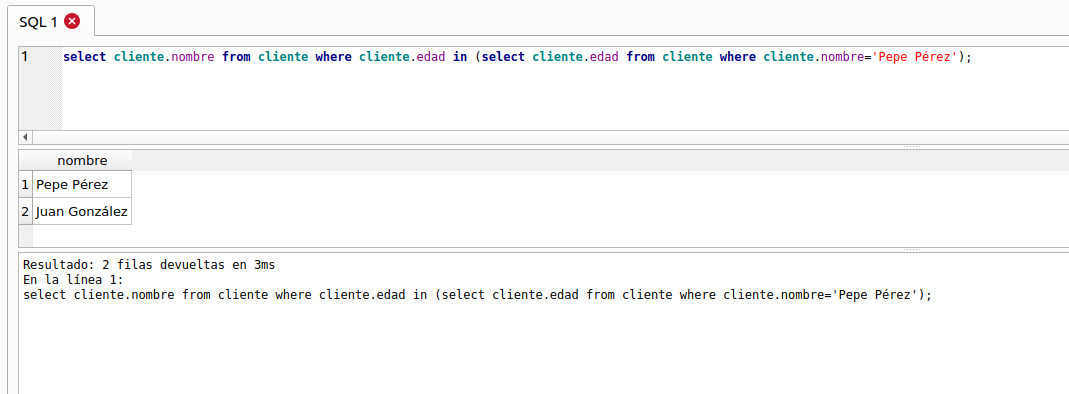 SQL 1
1 select cliente.nombre from cliente where cliente.edad in (select cliente.edad from cliente where cliente.nombre='Pepe Pérez');
nombre
1 Pepe Pérez
2 Juan González
Resultado: 2 filas devueltas en 3ms
En la línea 1:
select cliente.nombre from cliente where cliente.edad in (select cliente.edad from cliente where cliente.nombre='Pepe Pérez');